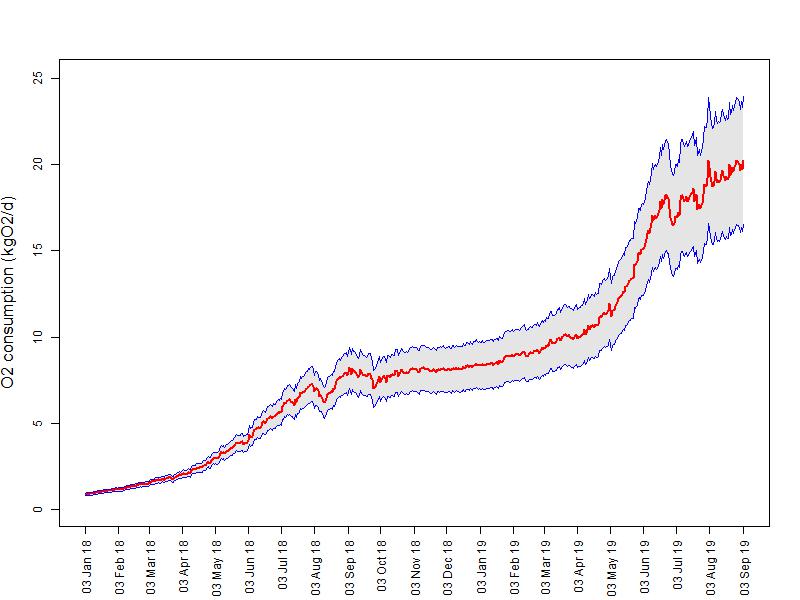 O2 consumption (kgO2/d)
25
20
15
10
5
0
03 Jan 18
03 Feb 18
03 Mar 18
03 Apr 18
03 May 18
03 Jun 18
03 Jul 18
03 Aug 18
03 Sep 18
03 Oct 18
03 Nov 18
03 Dec 18
03 Jan 19
03 Feb 19
03 Mar 19
03 Apr 19
03 May 19
03 Jun 19
03 Jul 19
03 Aug 19
03 Sep 19